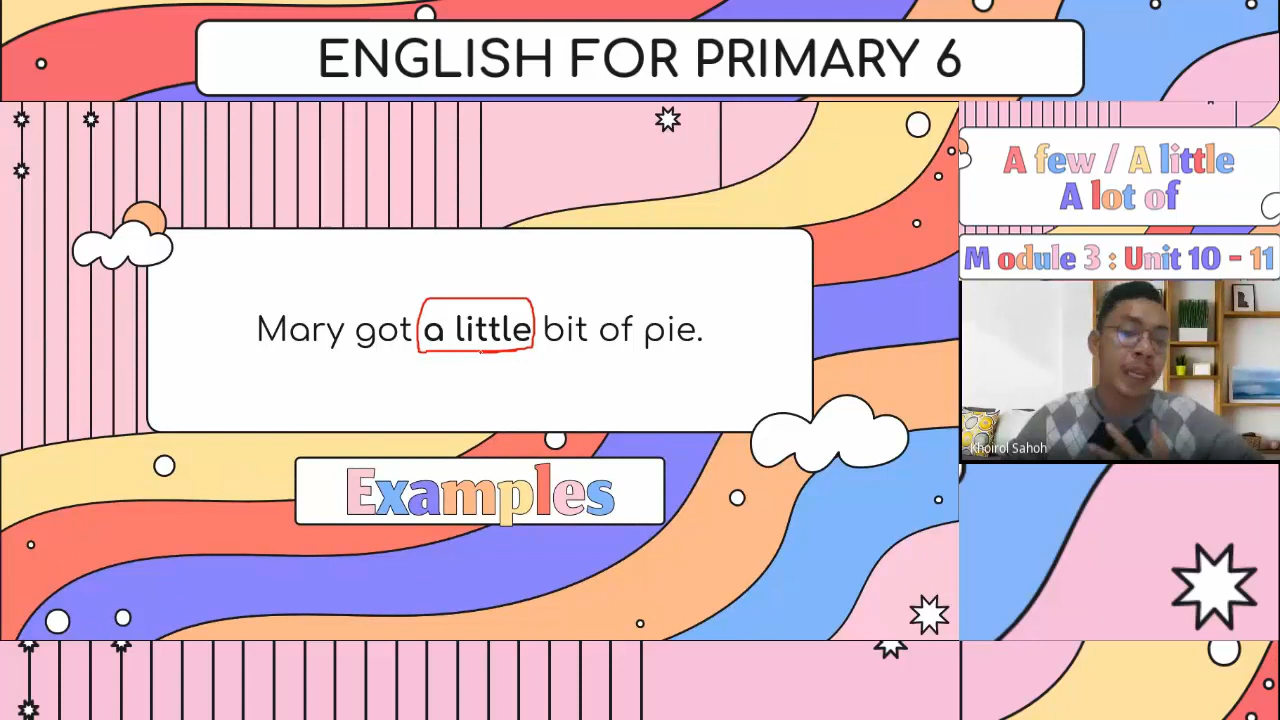 ENGLISH FOR PRIMARY 6
A few / A little
A lot of
Module 3 : Unit 10 - 11
Mary got a little bit of pie.
Khoirol Sahoh
Examples